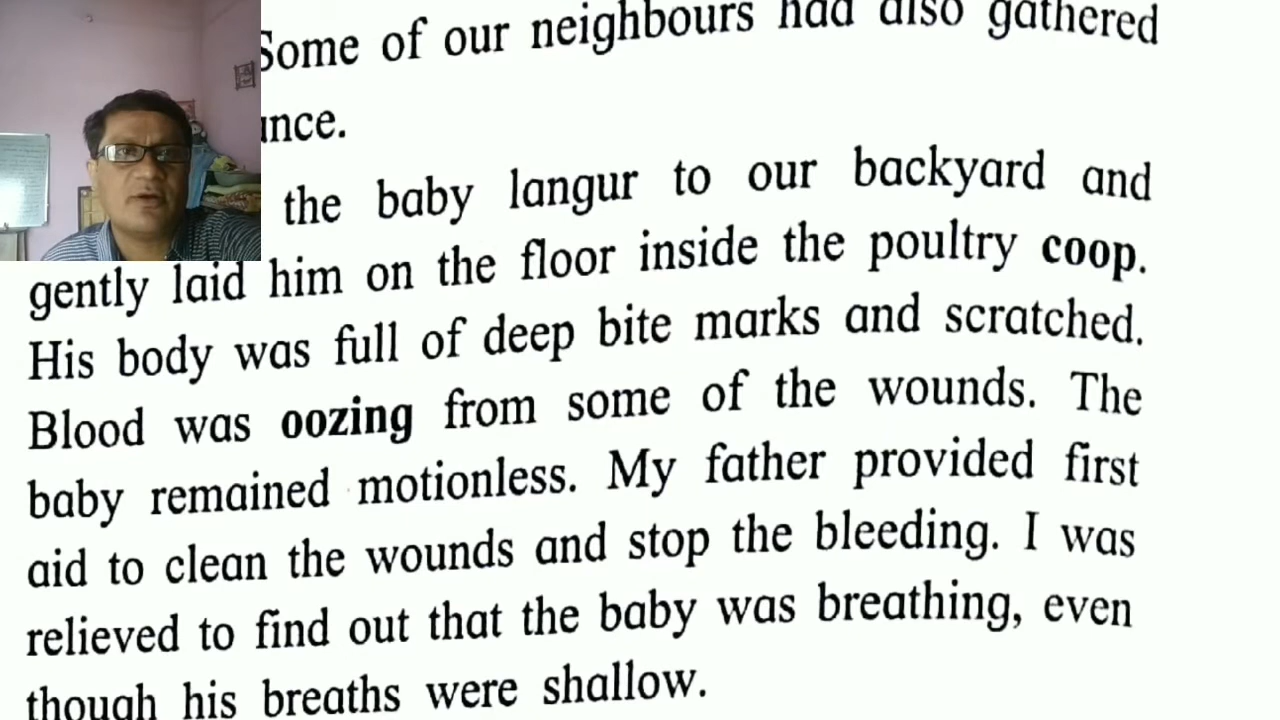 Some of our neighbours had also gathered
the baby langur to our backyard and
gently laid him on the floor inside the poultry coop.
His body was full of deep bite marks and scratched.
Blood was oozing from some of the wounds. The
baby remained motionless. My father provided first
aid to clean the wounds and stop the bleeding. I was
relieved to find out that the baby was breathing, even
though his breaths were shallow.